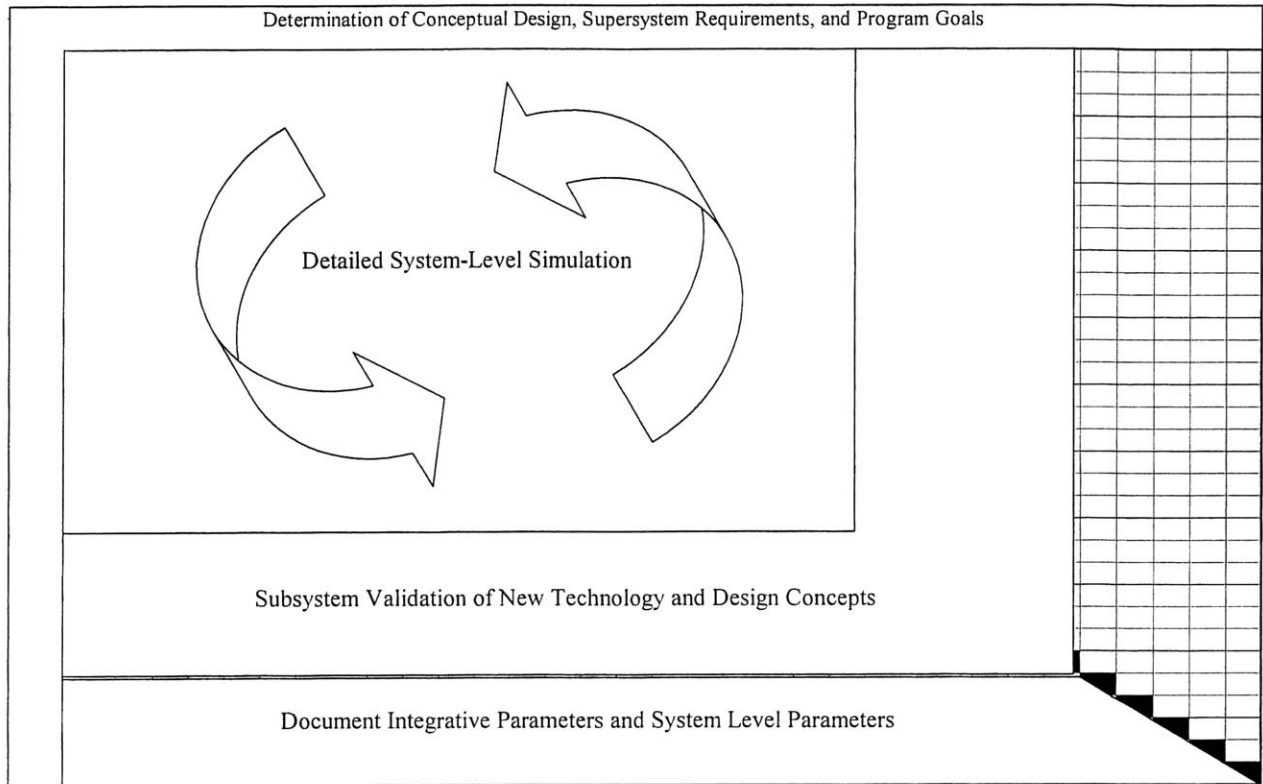 Determination of Conceptual Design, Supersystem Requirements, and Program Goals
Detailed System-Level Simulation
Subsystem Validation of New Technology and Design Concepts
Document Integrative Parameters and System Level Parameters